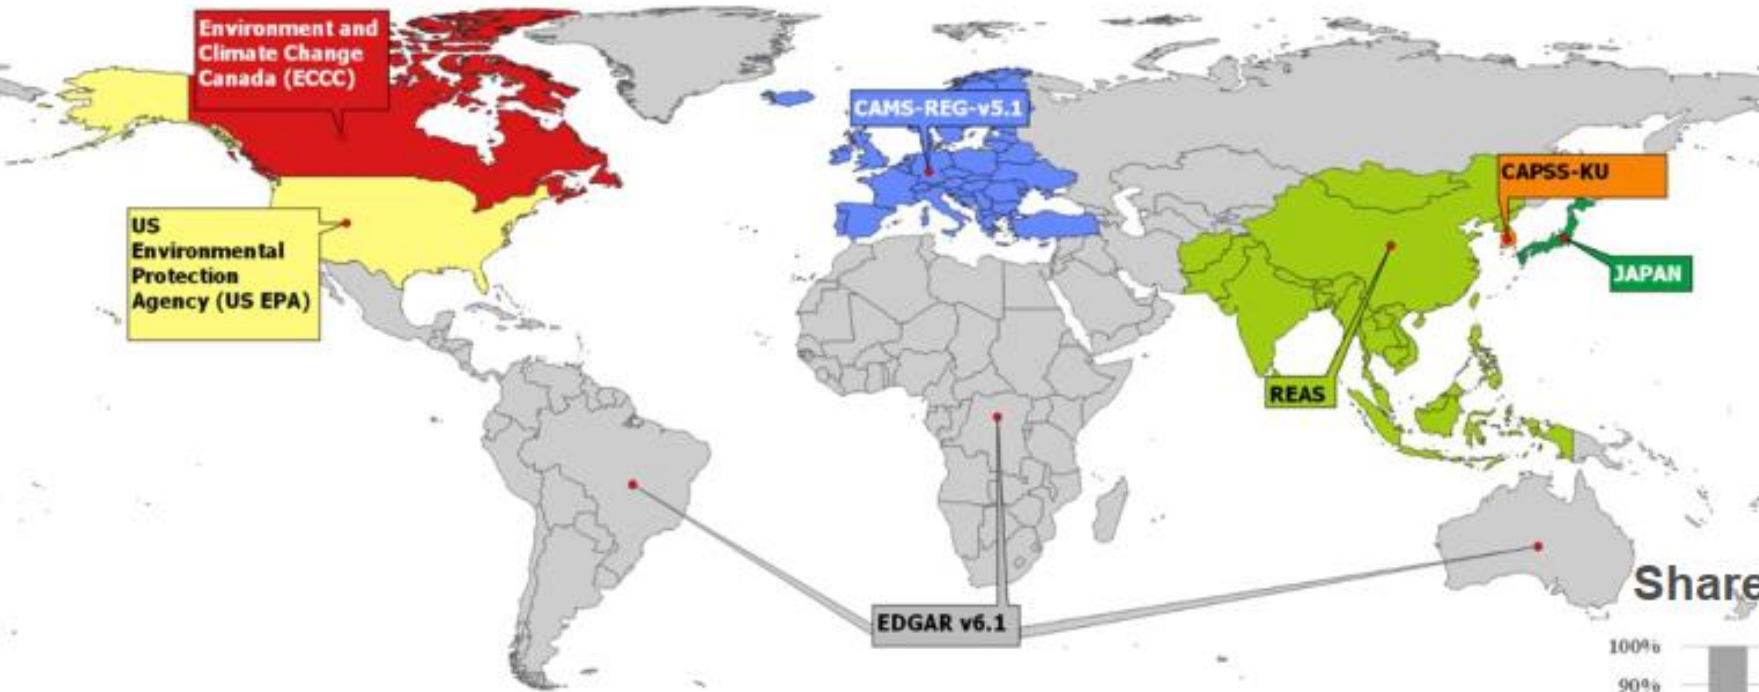 Environment and
Climate Change
Canada (ECCC)
CAMS-REG-v5.1
CAPSS-KU
US
Environmental
Protection
Agency (US EPA)
JAPAN
REAS
EDGAR v6.1
Share
100%
90%